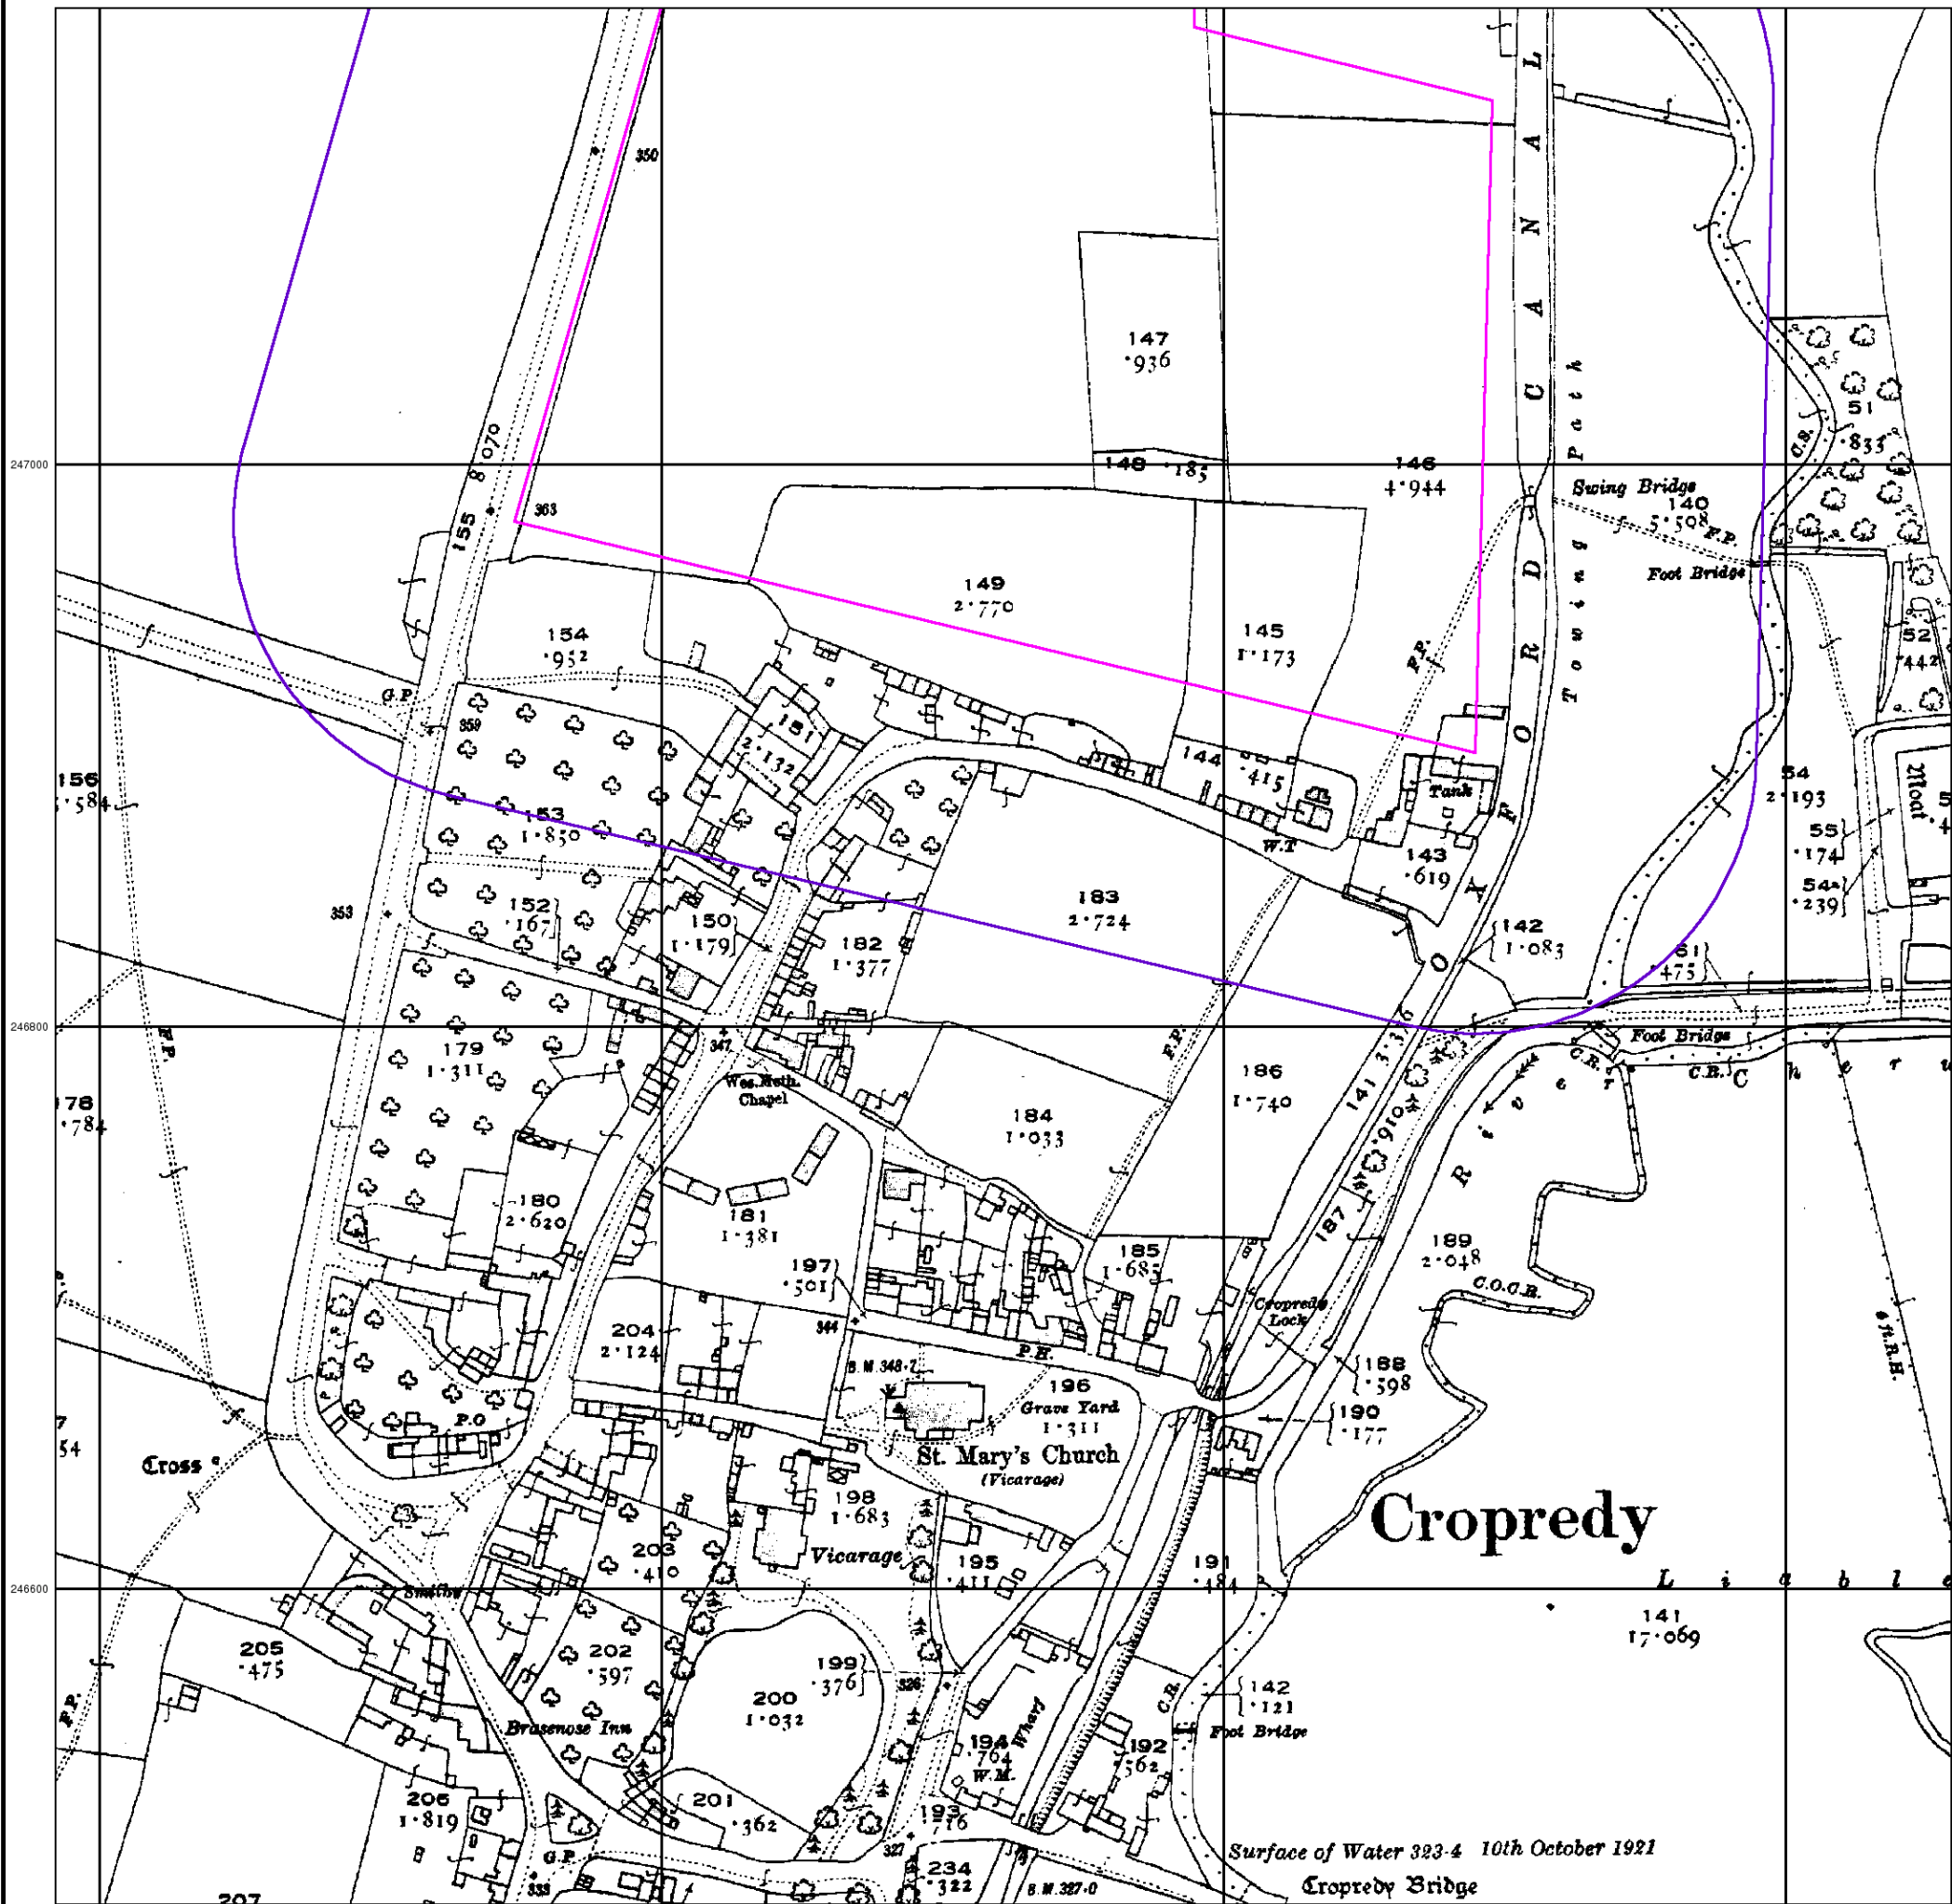 350
CANAL
147
·936
51
·833
C.S.
155 8·070
247000
148 ·185
146
4·944
Towing Path
Swing Bridge
140
5·508
F.P.
363
Foot Bridge
149
2·770
145
1·173
154
·952
F.P.
52
·442
G.P.
359
151
2·132
144
·415
Tank
OXFORD
54
2·193
Moat
156
·584
153
1·850
W.T
143
·619
55
·174
54a
·239
353
152
·167
150
1·179
182
1·377
183
2·724
142
1·083
61
·475
246800
347
F.P.
F.P.
Foot Bridge
C.R.
C.R.
River
Cherw
179
1·311
Wes. Meth.
Chapel
186
1·740
141 3·376
·910
187
178
·784
184
1·033
180
2·620
181
1·381
197
·501
185
1·685
189
2·048
C.O.C.R.
Cropredy
Lock
6 ft.R.H.
344
204
2·124
P.H.
B.M.348·7
196
Grave Yard
1·311
188
·598
190
·177
P.O
54
Cross
St. Mary's Church
(Vicarage)
198
1·683
Vicarage
Cropredy
203
·410
195
·411
191
·484
246600
Smithy
Liable
141
17·069
205
·475
202
·597
199
·376
326
F.P.
200
1·032
C.R.
142
·121
Brasenose Inn
Wharf
Foot Bridge
194
·764
W.M.
192
·562
206
1·819
201
·362
193
·716
Surface of Water 323·4 10th October 1921
G.P.
327
234
·322
333
B.M.327·0
Cropredy Bridge
207